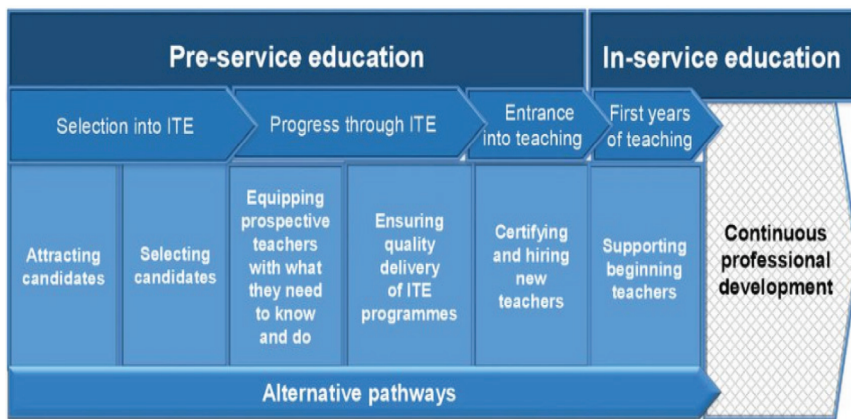 Pre-service education
In-service education
Selection into ITE
Progress through ITE
Entrance
into teaching
First years
of teaching
Attracting
candidates
Selecting
candidates
Equipping
prospective
teachers
with what
they need
to know
and do
Ensuring
quality
delivery
of ITE
programmes
Certifying
and hiring
new
teachers
Supporting
beginning
teachers
Continuous
professional
development
Alternative pathways